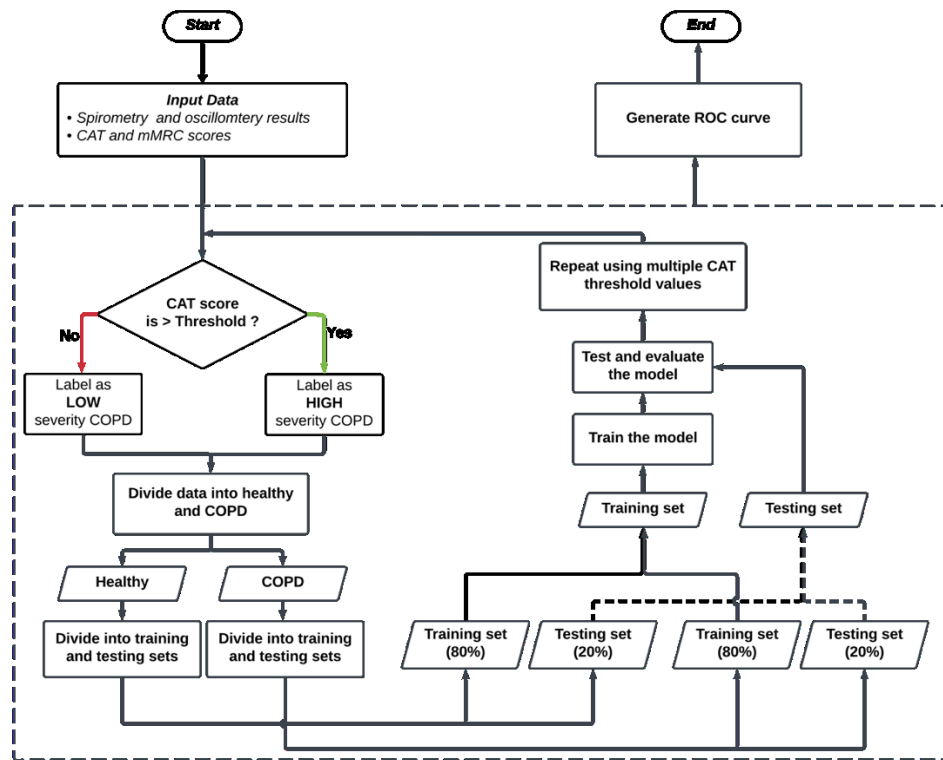 Start
End
Input Data
• Spirometry and oscillomtery results
• CAT and mMRC scores
Generate ROC curve
Repeat using multiple CAT
threshold values
CAT score
is > Threshold ?
No
Yes
Test and evaluate
the model
Label as
LOW
severity COPD
Label as
HIGH
severity COPD
Train the model
Divide data into healthy
and COPD
Training set
Testing set
Healthy
COPD
Divide into training
and testing sets
Divide into training
and testing sets
Training set
(80%)
Testing set
(20%)
Training set
(80%)
Testing set
(20%)